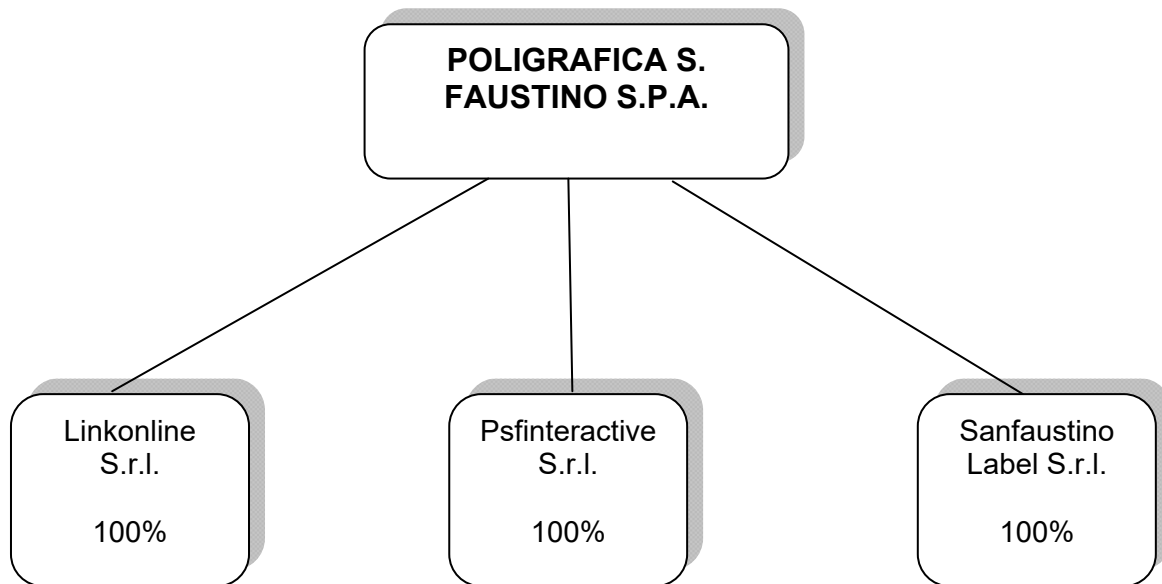 POLIGRAFICA S.
FAUSTINO S.P.A.
Linkonline
S.r.l.
100%
Psfinteractive
S.r.l.
100%
Sanfaustino
Label S.r.l.
100%